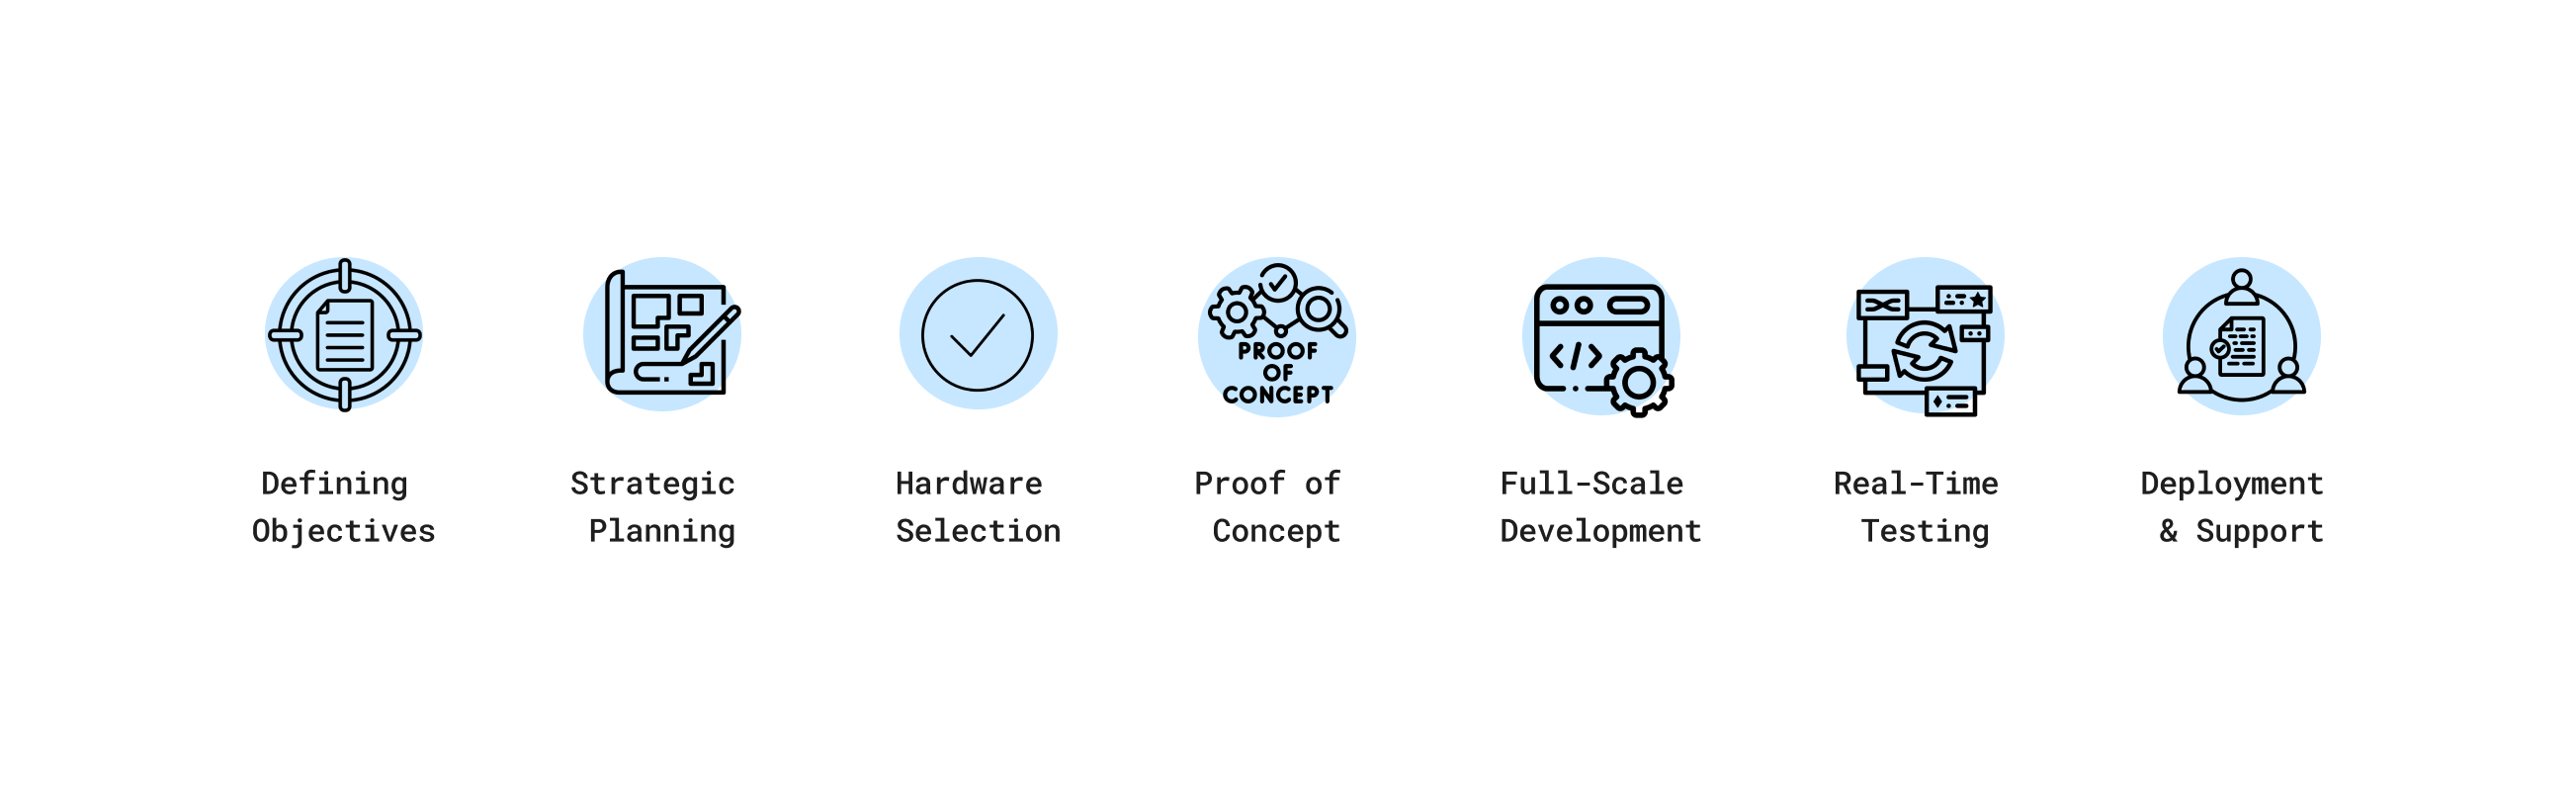 PROOF
OF
CONCEPT
Defining
Objectives
Strategic
Planning
Hardware
Selection
Proof of
Concept
Full-Scale
Development
Real-Time
Testing
Deployment
& Support